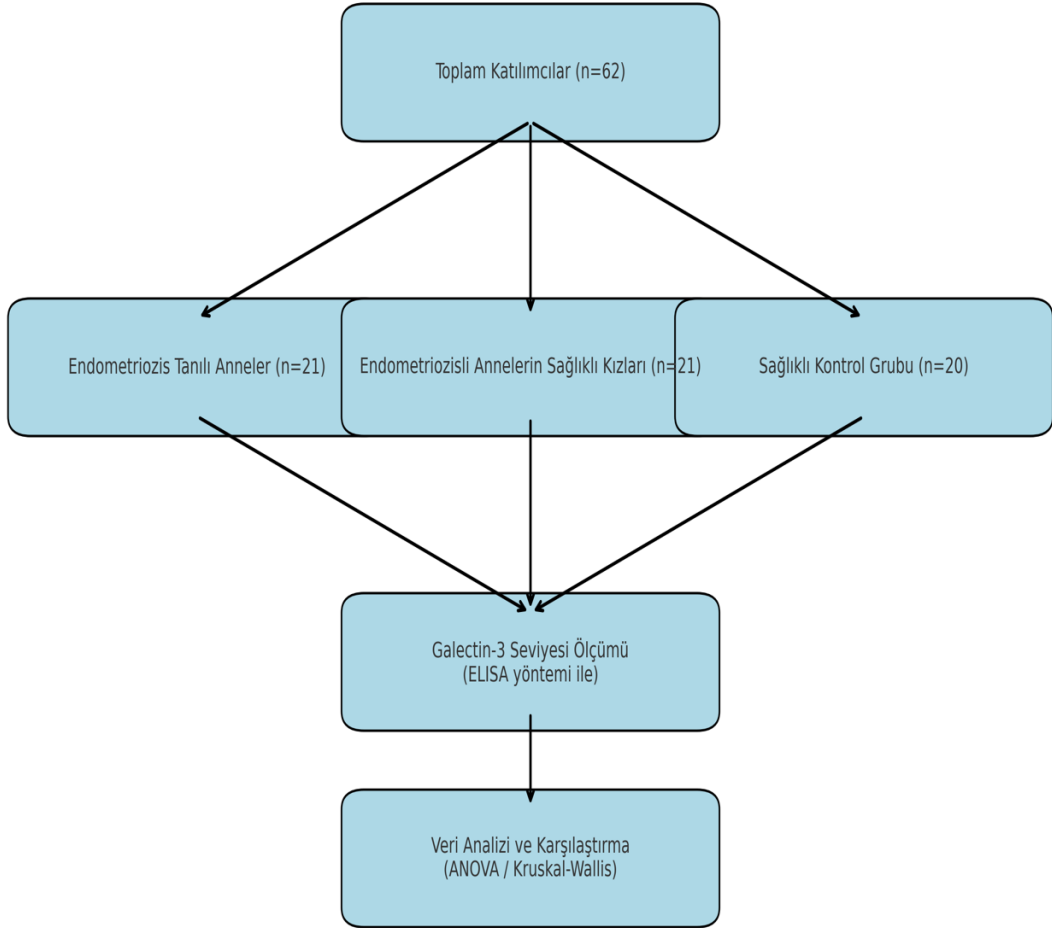 Toplam Katılımcılar (n=62)
Endometriozis Tanılı Anneler (n=21)
Endometriozisli Annelerin Sağlıklı Kızları (n=21)
Sağlıklı Kontrol Grubu (n=20)
Galectin-3 Seviyesi Ölçümü
(ELISA yöntemi ile)
Veri Analizi ve Karşılaştırma
(ANOVA / Kruskal-Wallis)